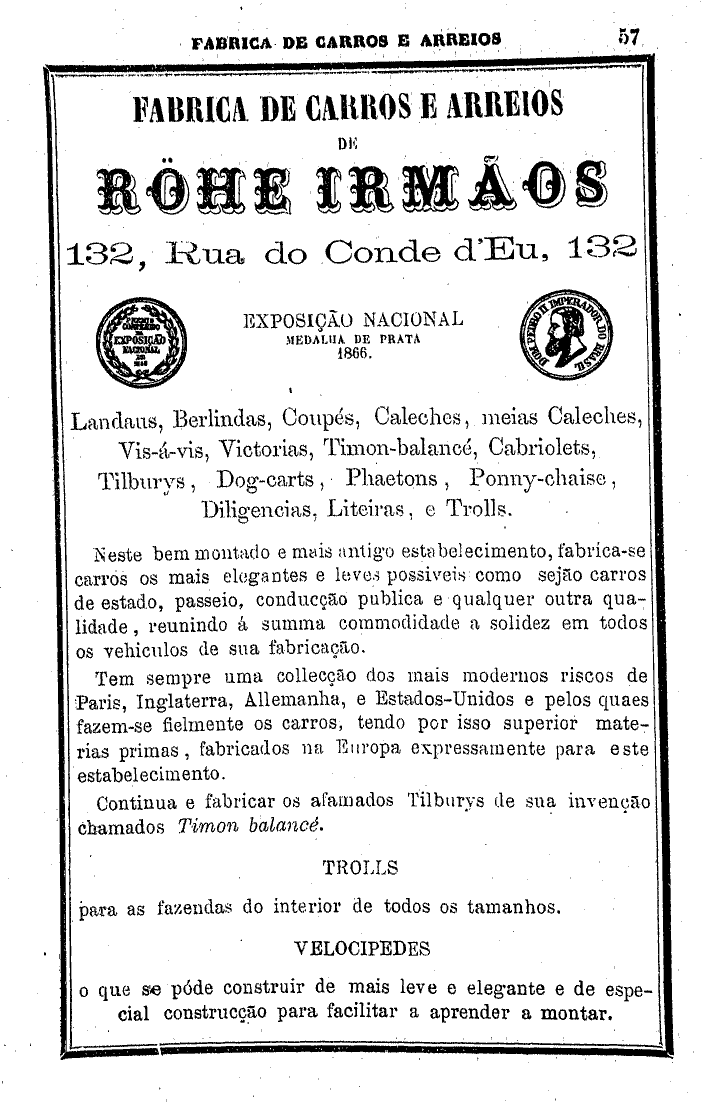 FABRICA DE CARROS E ARREIOS 57
FABRICA DE CARROS E ARREIOS
DE
RÖHE IRMÃOS
132, Rua do Conde d'Eu, 132
EXPOSIÇÃO
NACIONAL
EXPOSIÇÃO NACIONAL
MEDALHA DE PRATA
1866.
DOM PEDRO II IMPERADOR DO BRASIL
Landaus, Berlindas, Coupés, Caleches, meias Caleches,
Vis-á-vis, Victorias, Timon-balancé, Cabriolets,
Tilburys, Dog-carts, Phaetons, Ponny-chaise,
Diligencias, Liteiras, e Trolls.
Neste bem montado e mais antigo estabelecimento, fabrica-se
carros os mais elegantes e leves possiveis como sejão carros
de estado, passeio, conducção publica e qualquer outra qua-
lidade, reunindo á summa commodidade a solidez em todos
os vehiculos de sua fabricação.
Tem sempre uma collecção dos mais modernos riscos de
Paris, Inglaterra, Allemanha, e Estados-Unidos e pelos quaes
fazem-se fielmente os carros, tendo por isso superior mate-
rias primas, fabricados na Europa expressamente para este
estabelecimento.
Continua e fabricar os afamados Tilburys de sua invenção
chamados Timon balancé.
TROLLS
para as fazendas do interior de todos os tamanhos.
VELOCIPEDES
o que se póde construir de mais leve e elegante e de espe-
cial construcção para facilitar a aprender a montar.